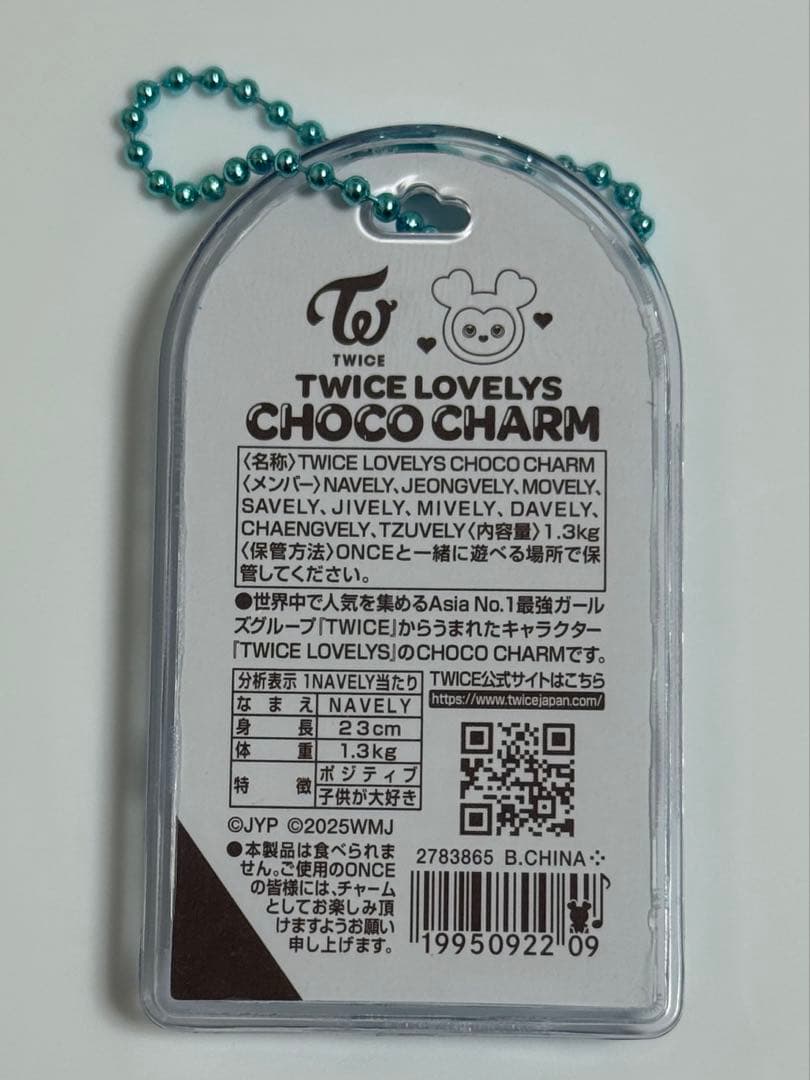 TWICE
TWICE LOVELYS
CHOCO CHARM
〈名称〉TWICE LOVELYS CHOCO CHARM
〈メンバー〉NAVELY、JEONGVELY、MOVELY、
SAVELY、JIVELY、MIVELY、DAVELY、
CHAENGVELY、TZUVELY〈内容量〉1.3kg
〈保管方法〉ONCEと一緒に遊べる場所で保
管してください。
●世界中で人気を集めるAsia No.1最強ガール
ズグループ『TWICE』からうまれたキャラクター
『TWICE LOVELYS』のCHOCO CHARMです。
分析表示 1NAVELY当たり
なまえ NAVELY
身長 23cm
体重 1.3kg
特徴 ポジティブ
子供が大好き
TWICE公式サイトはこちら
https://www.twicejapan.com/
©JYP ©2025WMJ
●本製品は食べられま
せん。ご使用のONCE
の皆様には、チャーム
としてお楽しみ頂
けますようお願い
申し上げます。
2783865 B.CHINA
19950922 09